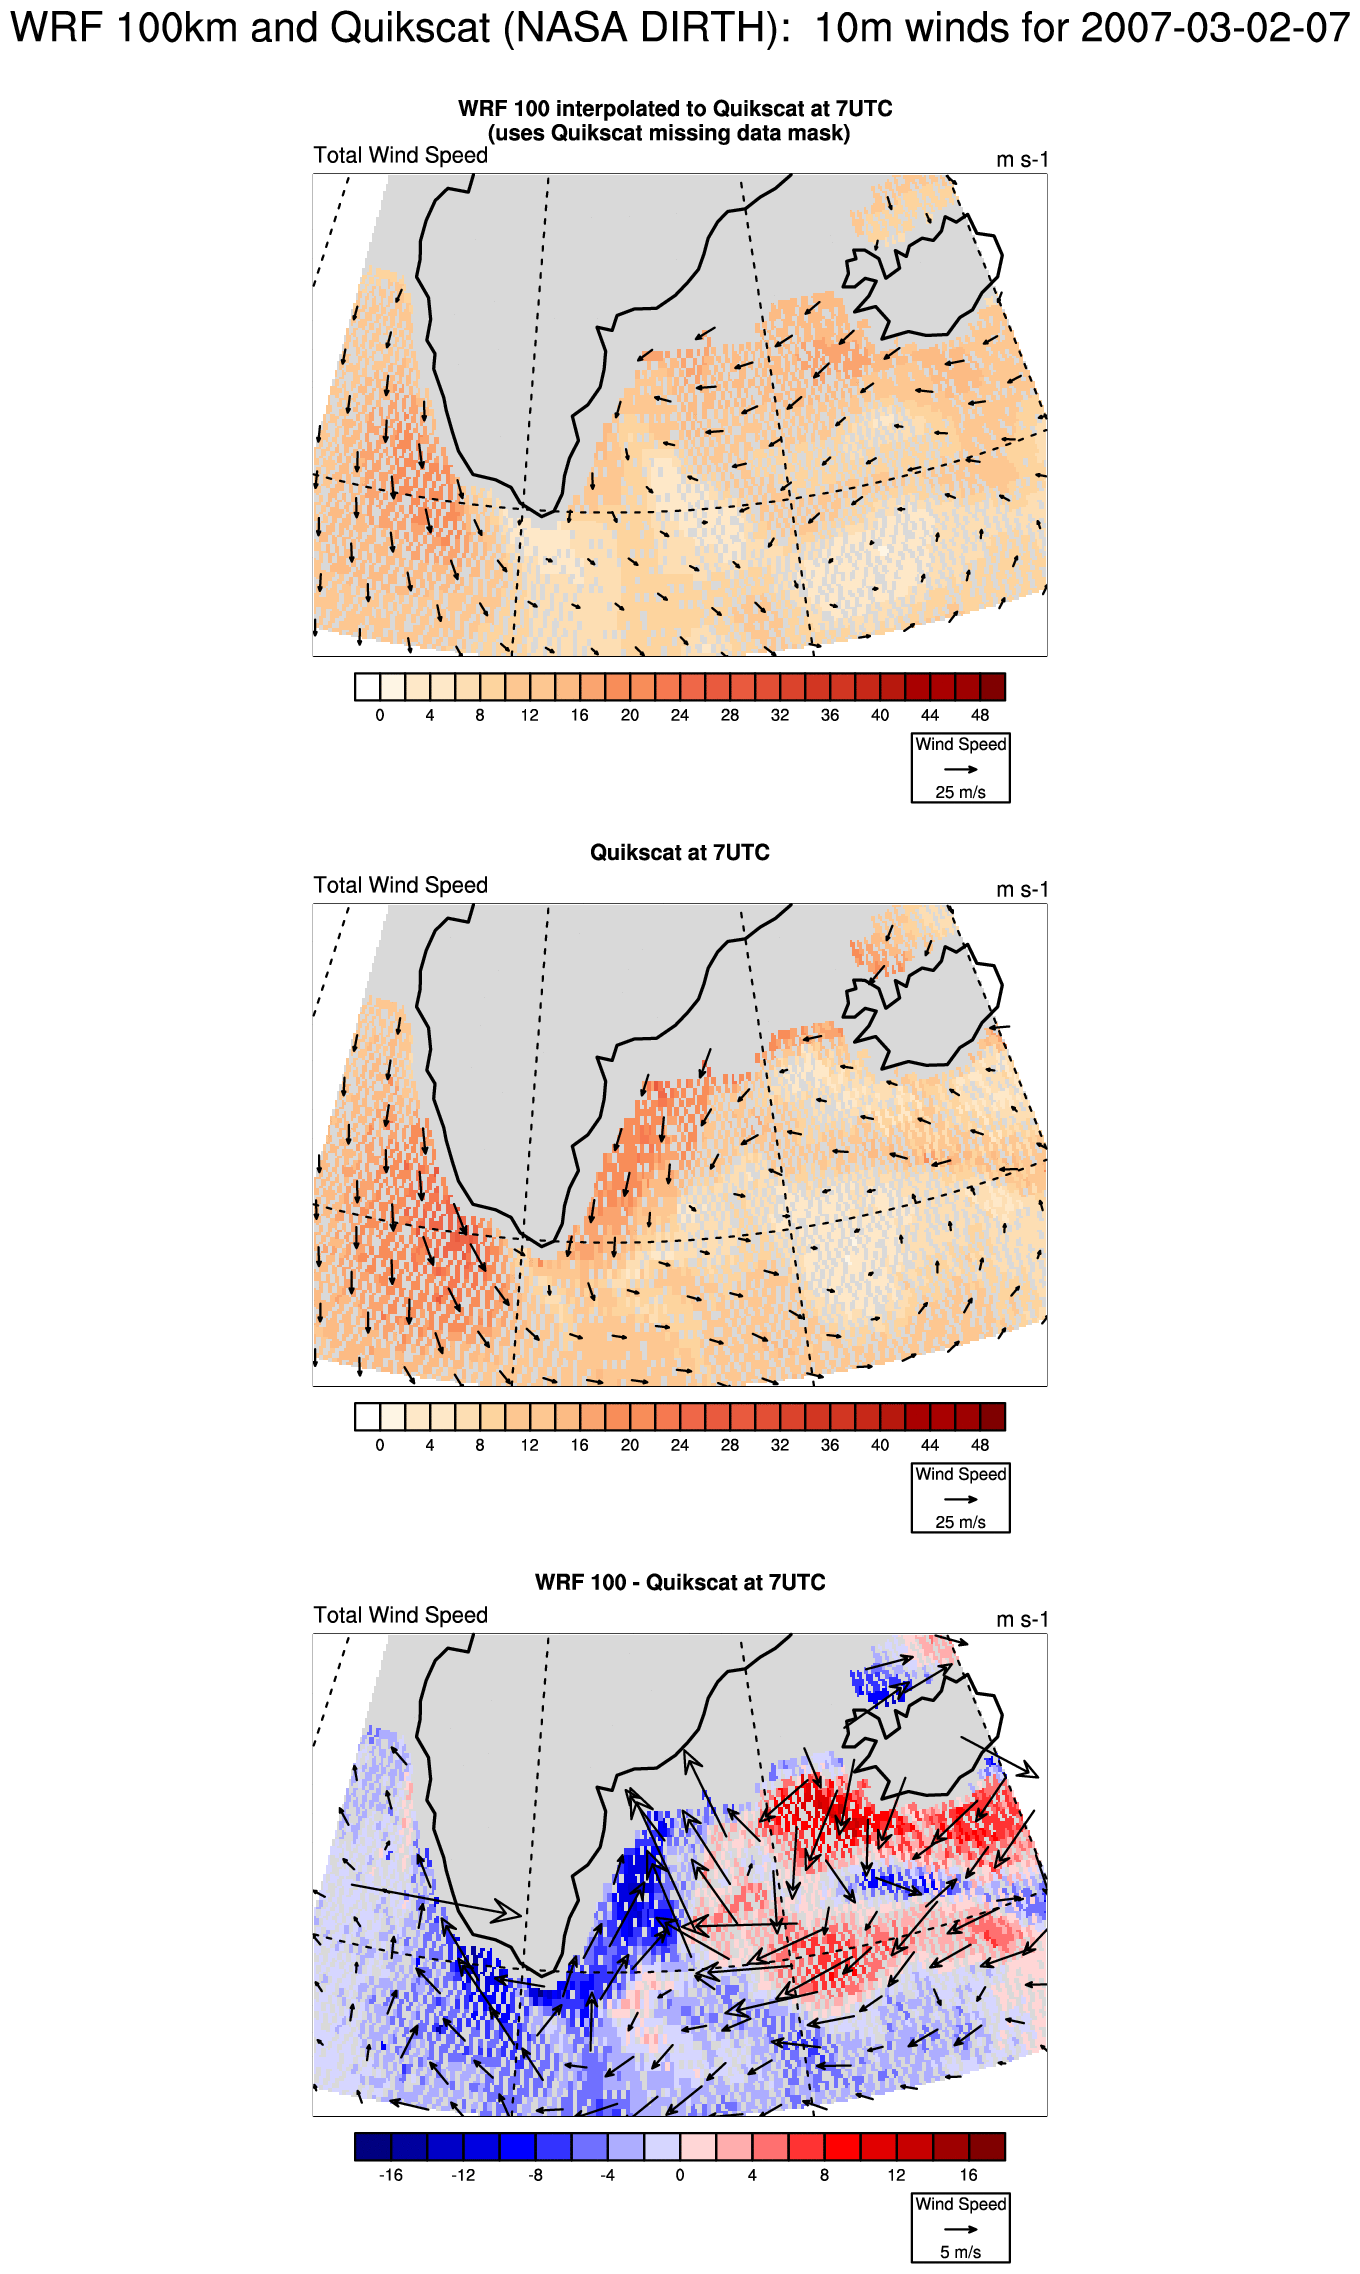 WRF 100km and Quikscat (NASA DIRTH):  10m winds for 2007-03-02-07
WRF 100 interpolated to Quikscat at 7UTC
(uses Quikscat missing data mask)
Total Wind Speed m s-1
0 4 8 12 16 20 24 28 32 36 40 44 48
Wind Speed
25 m/s
Quikscat at 7UTC
Total Wind Speed m s-1
0 4 8 12 16 20 24 28 32 36 40 44 48
Wind Speed
25 m/s
WRF 100 - Quikscat at 7UTC
Total Wind Speed m s-1
-16 -12 -8 -4 0 4 8 12 16
Wind Speed
5 m/s